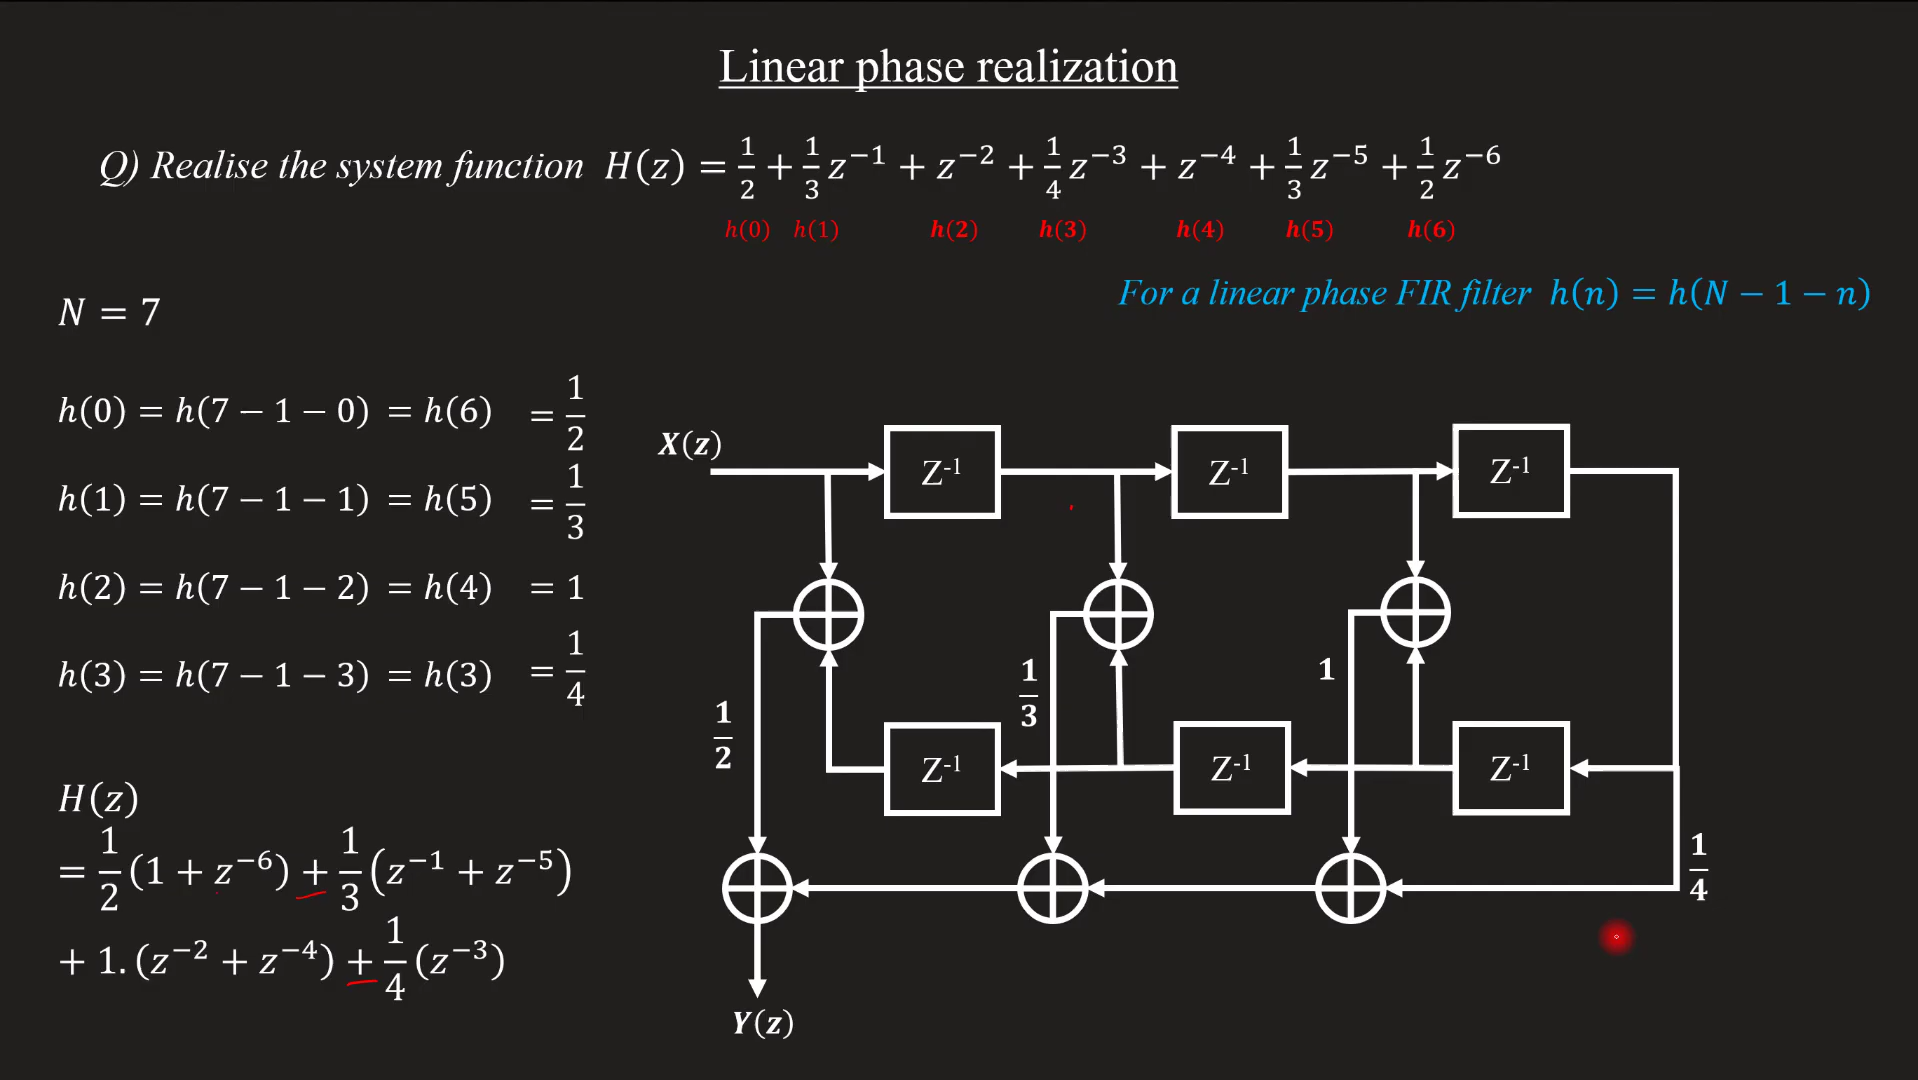 Linear phase realization
Q) Realise the system function H(z) = 1/2 + 1/3 z⁻¹ + z⁻² + 1/4 z⁻³ + z⁻⁴ + 1/3 z⁻⁵ + 1/2 z⁻⁶
h(0) h(1) h(2) h(3) h(4) h(5) h(6)
For a linear phase FIR filter h(n) = h(N − 1 − n)
N = 7
h(0) = h(7 − 1 − 0) = h(6) = 1/2
h(1) = h(7 − 1 − 1) = h(5) = 1/3
h(2) = h(7 − 1 − 2) = h(4) = 1
h(3) = h(7 − 1 − 3) = h(3) = 1/4
H(z)
= 1/2 (1 + z⁻⁶) + 1/3 (z⁻¹ + z⁻⁵)
+ 1. (z⁻² + z⁻⁴) + 1/4 (z⁻³)
X(z)
Z⁻¹ Z⁻¹ Z⁻¹
1/2 1/3 1
Z⁻¹ Z⁻¹ Z⁻¹
1/4
Y(z)